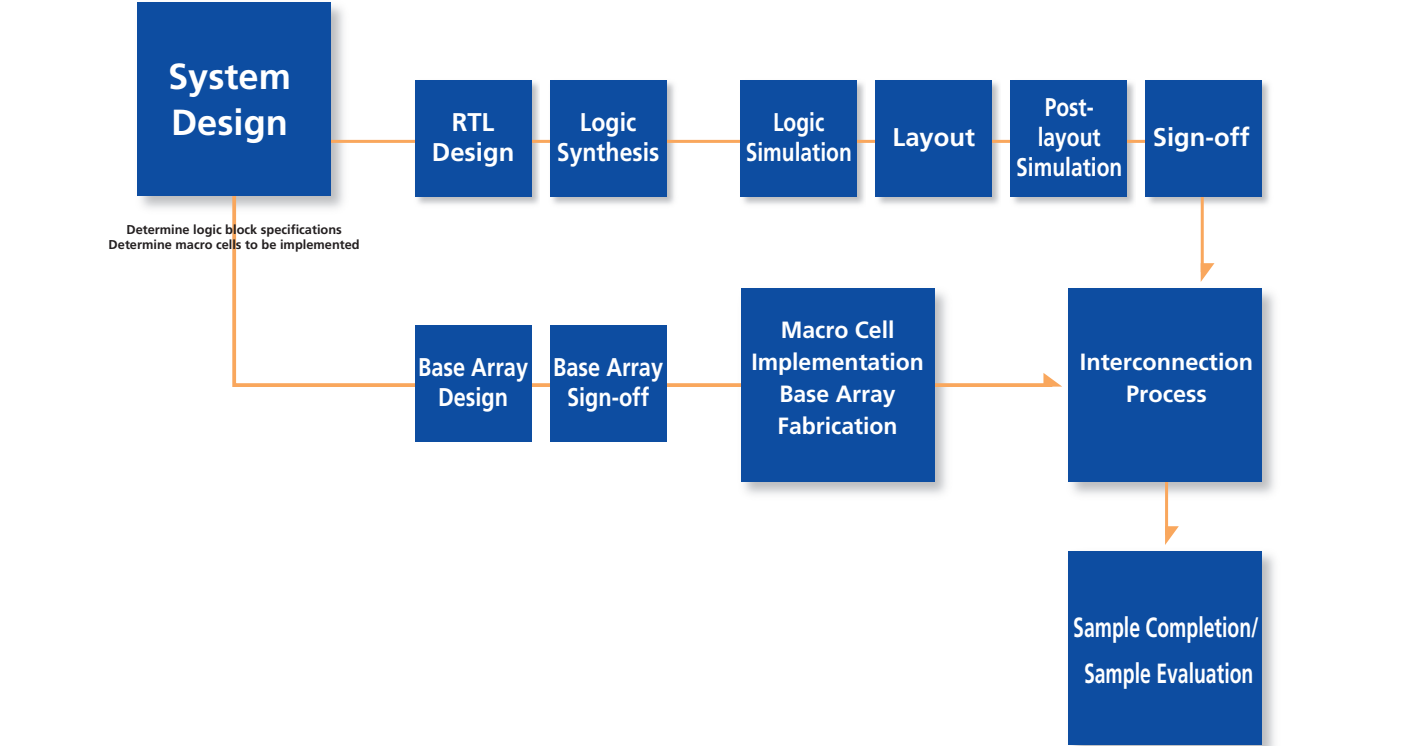 System
Design
RTL
Design
Logic
Synthesis
Logic
Simulation
Layout
Post-
layout
Simulation
Sign-off
Determine logic block specifications
Determine macro cells to be implemented
Base Array
Design
Base Array
Sign-off
Macro Cell
Implementation
Base Array
Fabrication
Interconnection
Process
Sample Completion/
Sample Evaluation